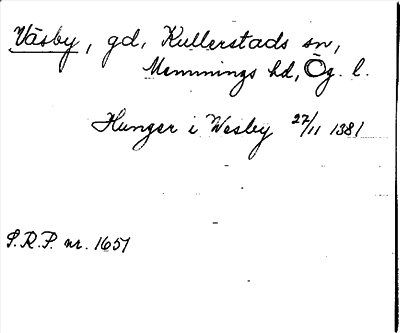 Väsby, gd, Kullerstads sn,
Memmings hd, Ög. l.
Hunger i Wesby 27/11 1381
S.R.P. nr. 1651